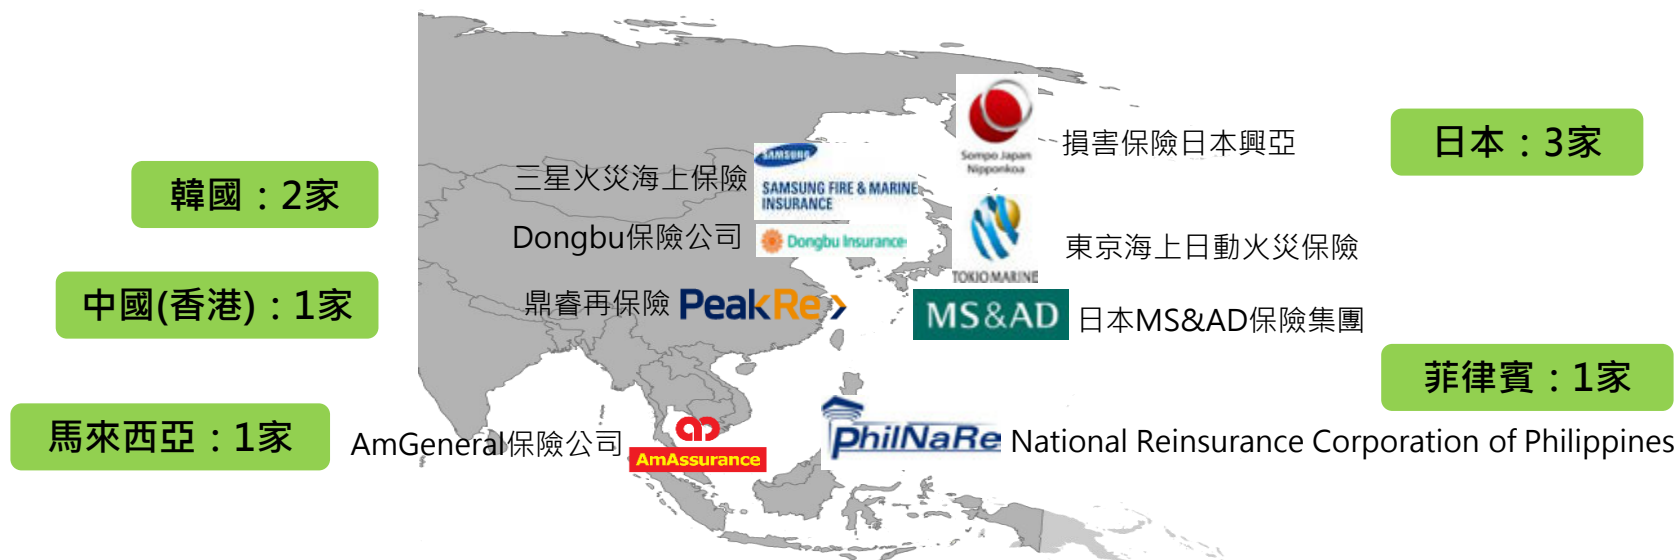 損害保險日本興亞
Sompo Japan
Nipponkoa
日本：3家
韓國：2家
三星火災海上保險
SAMSUNG
SAMSUNG FIRE & MARINE
INSURANCE
Dongbu保險公司
Dongbu Insurance
東京海上日動火災保險
TOKIO MARINE
中國(香港)：1家
鼎睿再保險
PeakRe
MS&AD
日本MS&AD保險集團
菲律賓：1家
馬來西亞：1家
AmGeneral保險公司
AmAssurance
PhilNaRe
National Reinsurance Corporation of Philippines